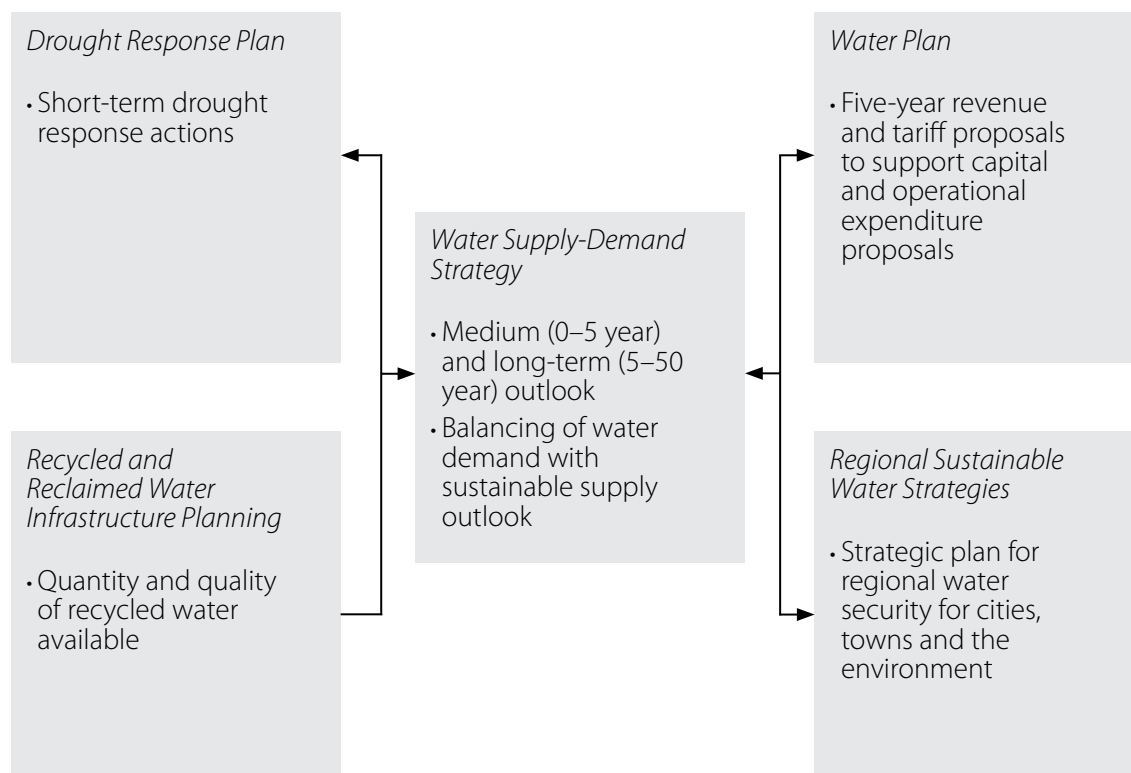 Drought Response Plan
• Short-term drought
response actions
Recycled and
Reclaimed Water
Infrastructure Planning
• Quantity and quality
of recycled water
available
Water Supply-Demand
Strategy
• Medium (0–5 year)
and long-term (5–50
year) outlook
• Balancing of water
demand with
sustainable supply
outlook
Water Plan
• Five-year revenue
and tariff proposals
to support capital
and operational
expenditure
proposals
Regional Sustainable
Water Strategies
• Strategic plan for
regional water
security for cities,
towns and the
environment